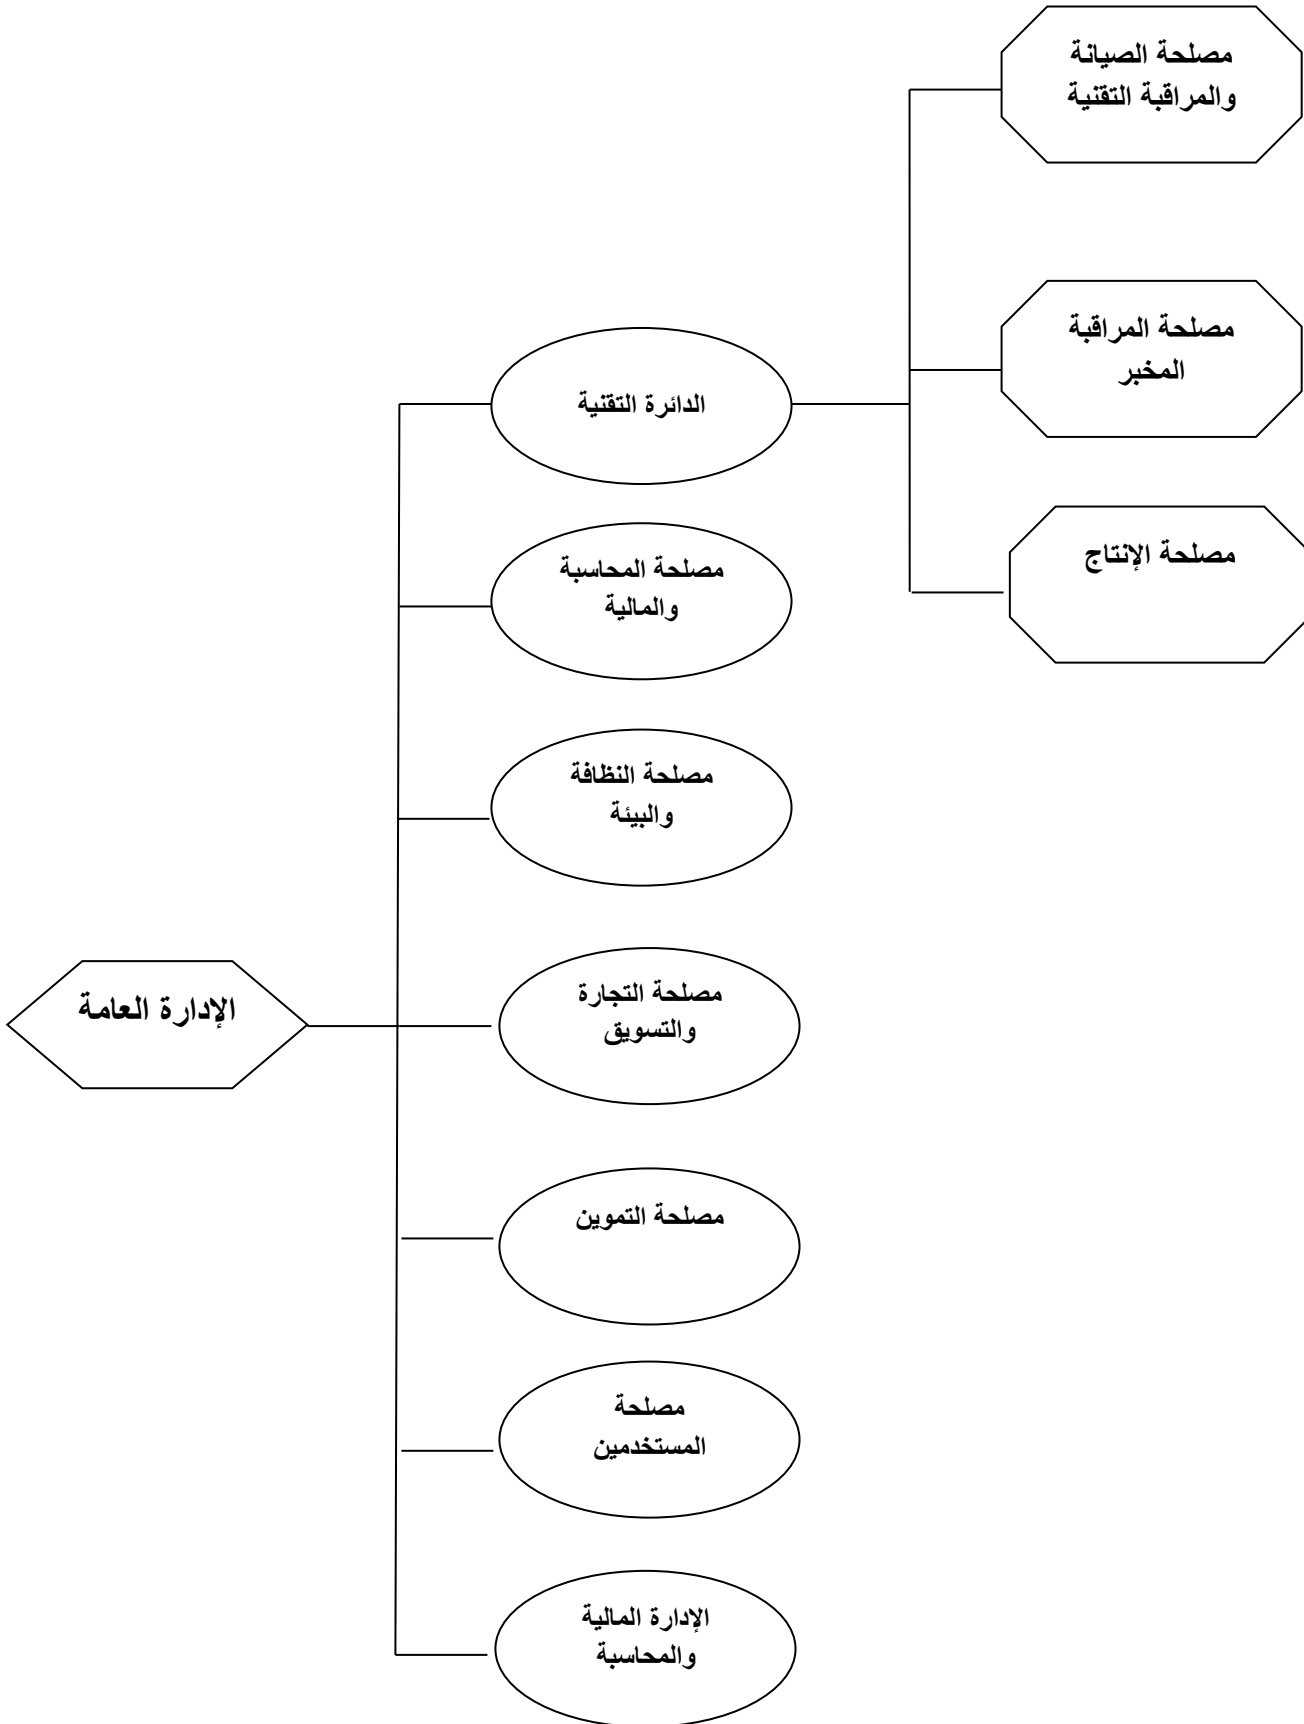 مصلحة الصيانة
والمراقبة التقنية
مصلحة المراقبة
المخبر
الدائرة التقنية
مصلحة الإنتاج
مصلحة المحاسبة
والمالية
مصلحة النظافة
والبيئة
مصلحة التجارة
والتسويق
الإدارة العامة
مصلحة التموين
مصلحة
المستخدمين
الإدارة المالية
والمحاسبة